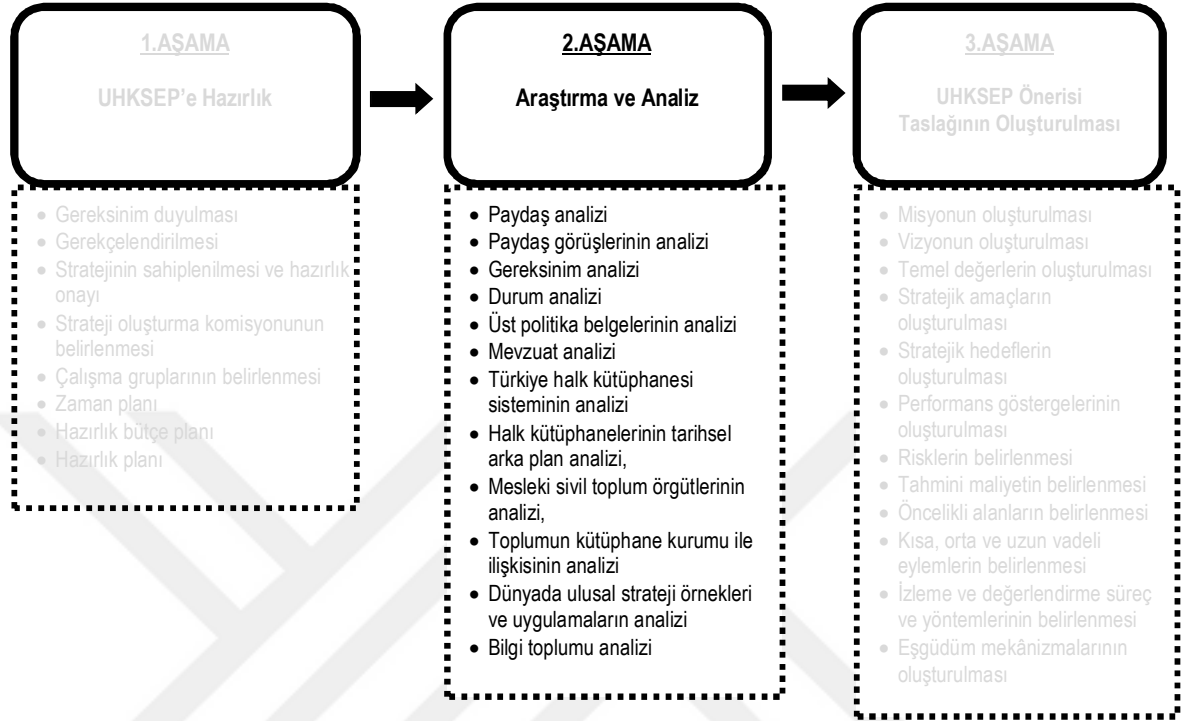 1.AŞAMA
UHKSEP’e Hazırlık
2.AŞAMA
Araştırma ve Analiz
3.AŞAMA
UHKSEP Önerisi
Taslağının Oluşturulması
• Gereksinim duyulması
• Gerekçelendirilmesi
• Stratejinin sahiplenilmesi ve hazırlık
onayı
• Strateji oluşturma komisyonunun
belirlenmesi
• Çalışma gruplarının belirlenmesi
• Zaman planı
• Hazırlık bütçe planı
• Hazırlık planı
• Paydaş analizi
• Paydaş görüşlerinin analizi
• Gereksinim analizi
• Durum analizi
• Üst politika belgelerinin analizi
• Mevzuat analizi
• Türkiye halk kütüphanesi
sisteminin analizi
• Halk kütüphanelerinin tarihsel
arka plan analizi,
• Mesleki sivil toplum örgütlerinin
analizi,
• Toplumun kütüphane kurumu ile
ilişkisinin analizi
• Dünyada ulusal strateji örnekleri
ve uygulamaların analizi
• Bilgi toplumu analizi
• Misyonun oluşturulması
• Vizyonun oluşturulması
• Temel değerlerin oluşturulması
• Stratejik amaçların
oluşturulması
• Stratejik hedeflerin
oluşturulması
• Performans göstergelerinin
oluşturulması
• Risklerin belirlenmesi
• Tahmini maliyetin belirlenmesi
• Öncelikli alanların belirlenmesi
• Kısa, orta ve uzun vadeli
eylemlerin belirlenmesi
• İzleme ve değerlendirme süreç
ve yöntemlerinin belirlenmesi
• Eşgüdüm mekânizmalarının
oluşturulması